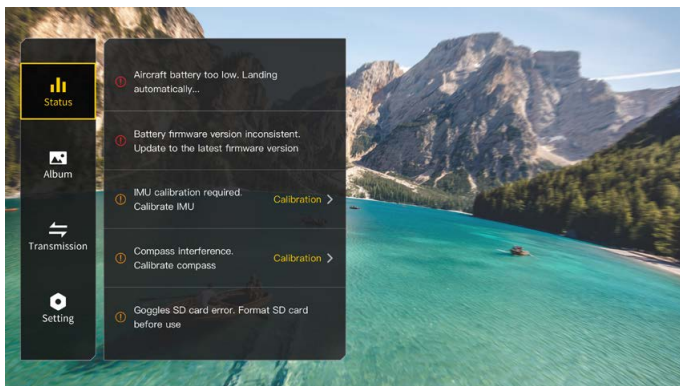 Status
Album
Transmission
Setting
Aircraft battery too low. Landing
automatically...
Battery firmware version inconsistent.
Update to the latest firmware version
IMU calibration required.
Calibrate IMU
Calibration
Compass interference.
Calibrate compass
Calibration
Goggles SD card error. Format SD card
before use